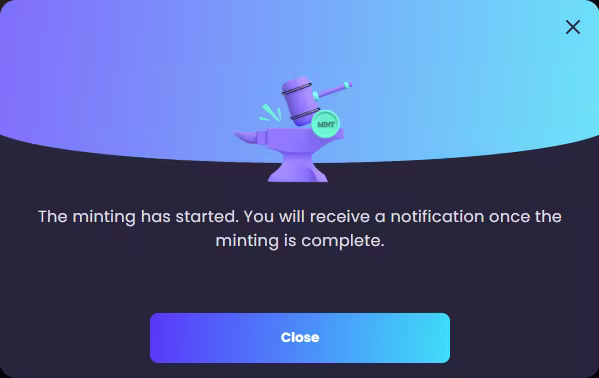 MINT
The minting has started. You will receive a notification once the
minting is complete.
Close